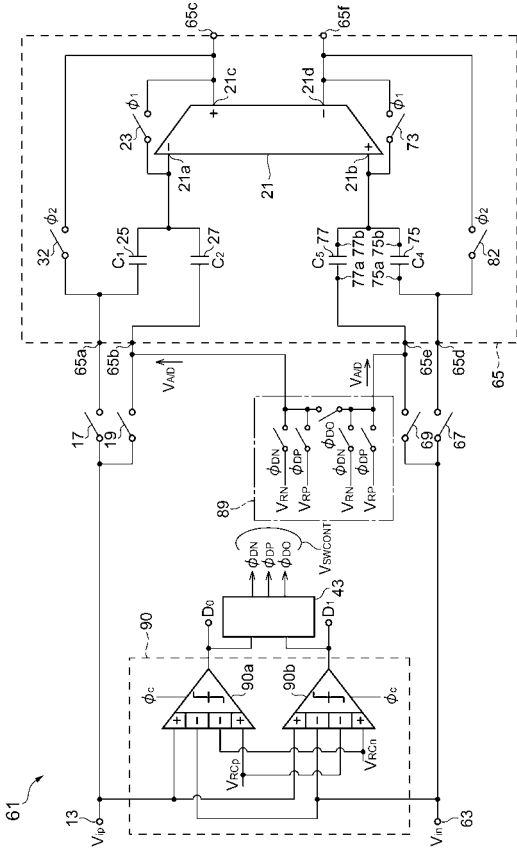 61
13
Vip
17
19
65a
65b
32
ϕ2
C1
25
C2
27
23
ϕ1
21a
21
21b
21c
21d
65c
65f
+
−
−
+
73
ϕ1
C5
77
77a
77b
75a
75b
C4
75
82
ϕ2
65
65e
65d
69
67
VA/D
VA/D
89
ϕDN
ϕDP
ϕDO
ϕDN
ϕDP
VRN
VRP
VRN
VRP
VSWCONT
ϕDN
ϕDP
ϕDO
43
D0
D1
90
90a
90b
ϕc
ϕc
+
−
−
+
+
−
−
+
VRCp
VRCn
Vin
63